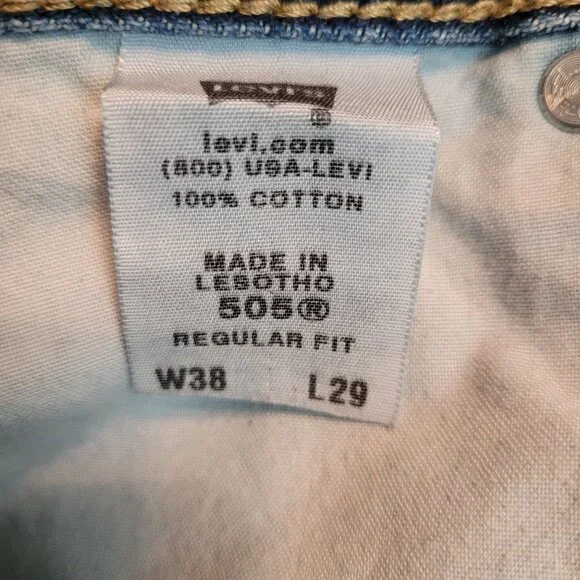 LEVI'S
®
levi.com
(800) USA-LEVI
100% COTTON
MADE IN
LESOTHO
505®
REGULAR FIT
W38 L29